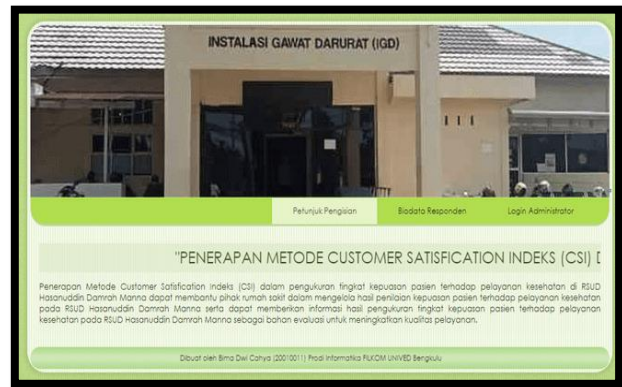 INSTALASI GAWAT DARURAT (IGD)
Petunjuk Pengisian Biodata Responden Login Administrator
"PENERAPAN METODE CUSTOMER SATISFICATION INDEKS (CSI) D
Penerapan Metode Customer Satisfication Indeks (CSI) dalam pengukuran tingkat kepuasan pasien terhadap pelayanan kesehatan di RSUD
Hasanuddin Damrah Manna dapat membantu pihak rumah sakit dalam mengelola hasil penilaian kepuasan pasien terhadap pelayanan kesehatan
pada RSUD Hasanuddin Damrah Manna serta dapat memberikan informasi hasil pengukuran tingkat kepuasan pasien terhadap pelayanan
kesehatan pada RSUD Hasanuddin Damrah Manna sebagai bahan evaluasi untuk meningkatkan kualitas pelayanan.
Dibuat oleh Bima Dwi Cahya (20010011) Prodi Informatika FILKOM UNIVED Bengkulu